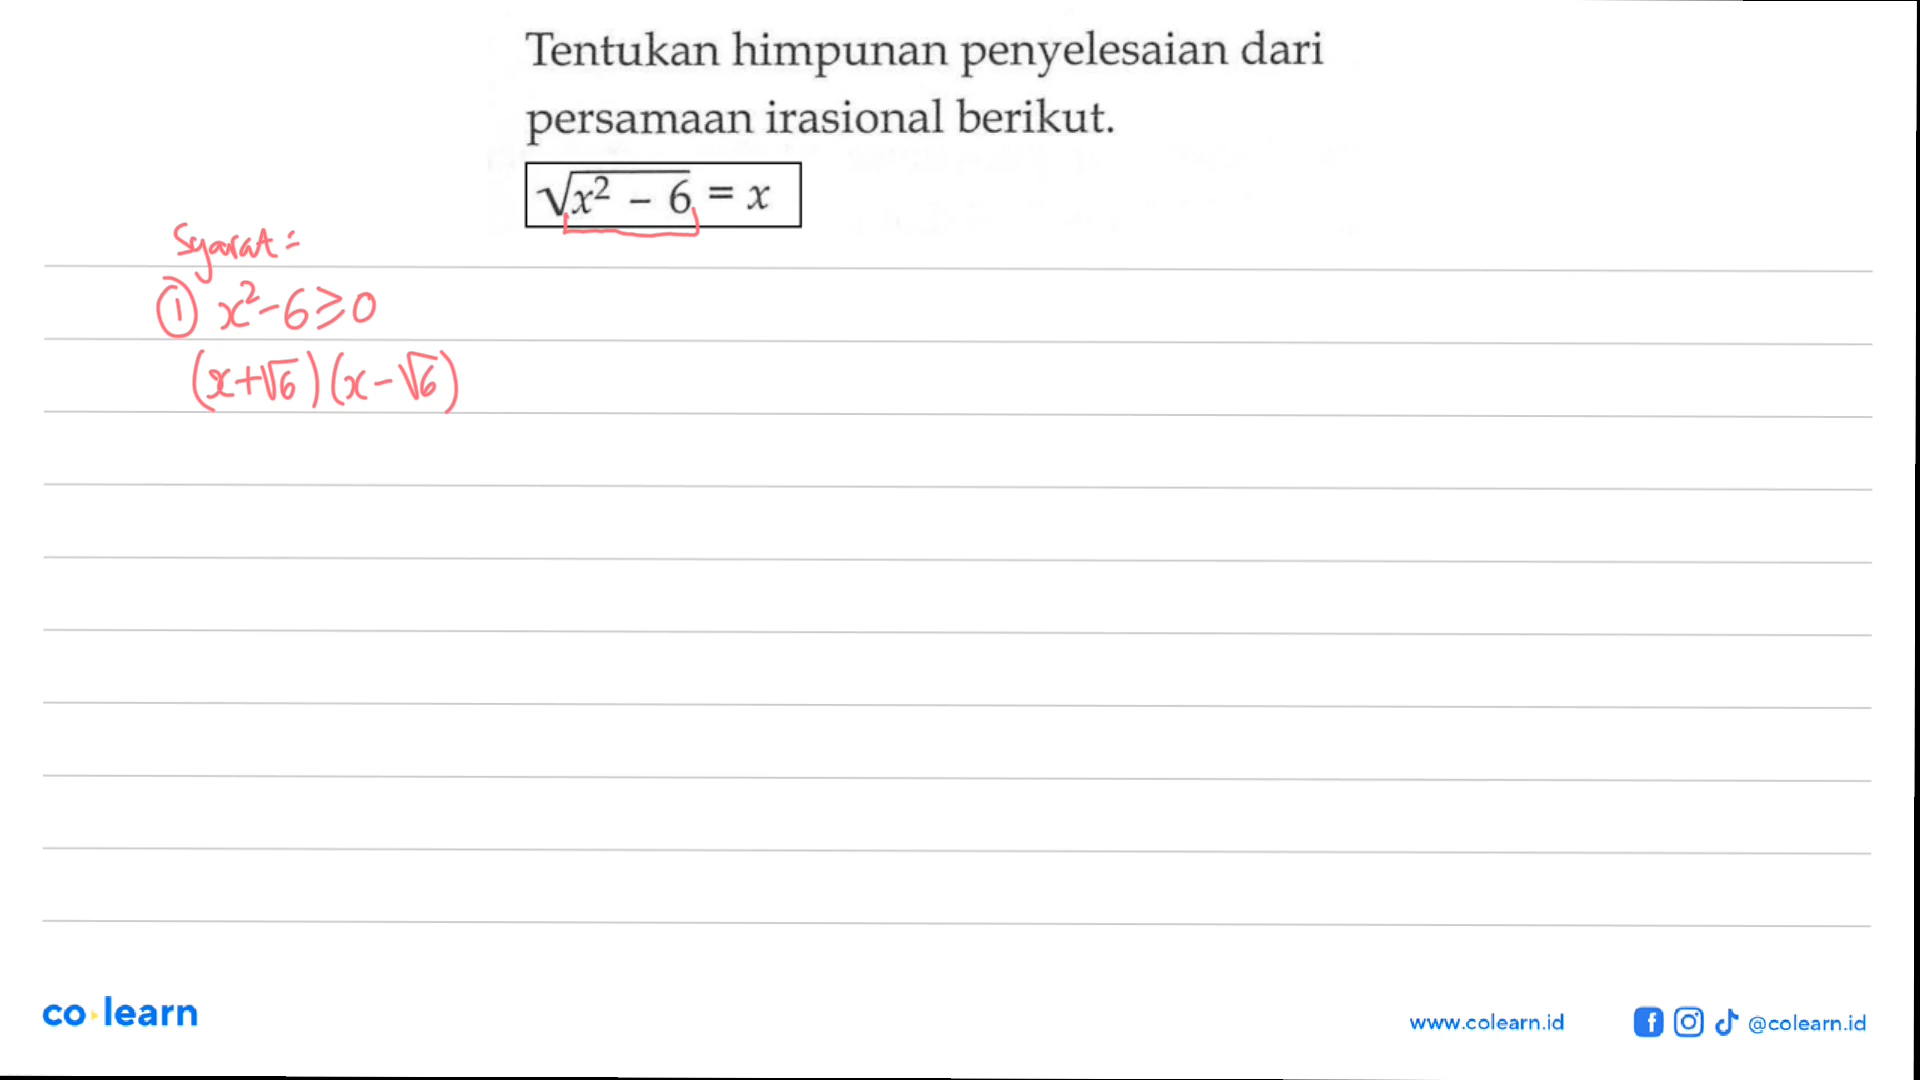 Tentukan himpunan penyelesaian dari
persamaan irasional berikut.
√(x² – 6) = x
Syarat =
① x² - 6 ≥ 0
(x + √6) (x - √6)
co learn
www.colearn.id
@colearn.id